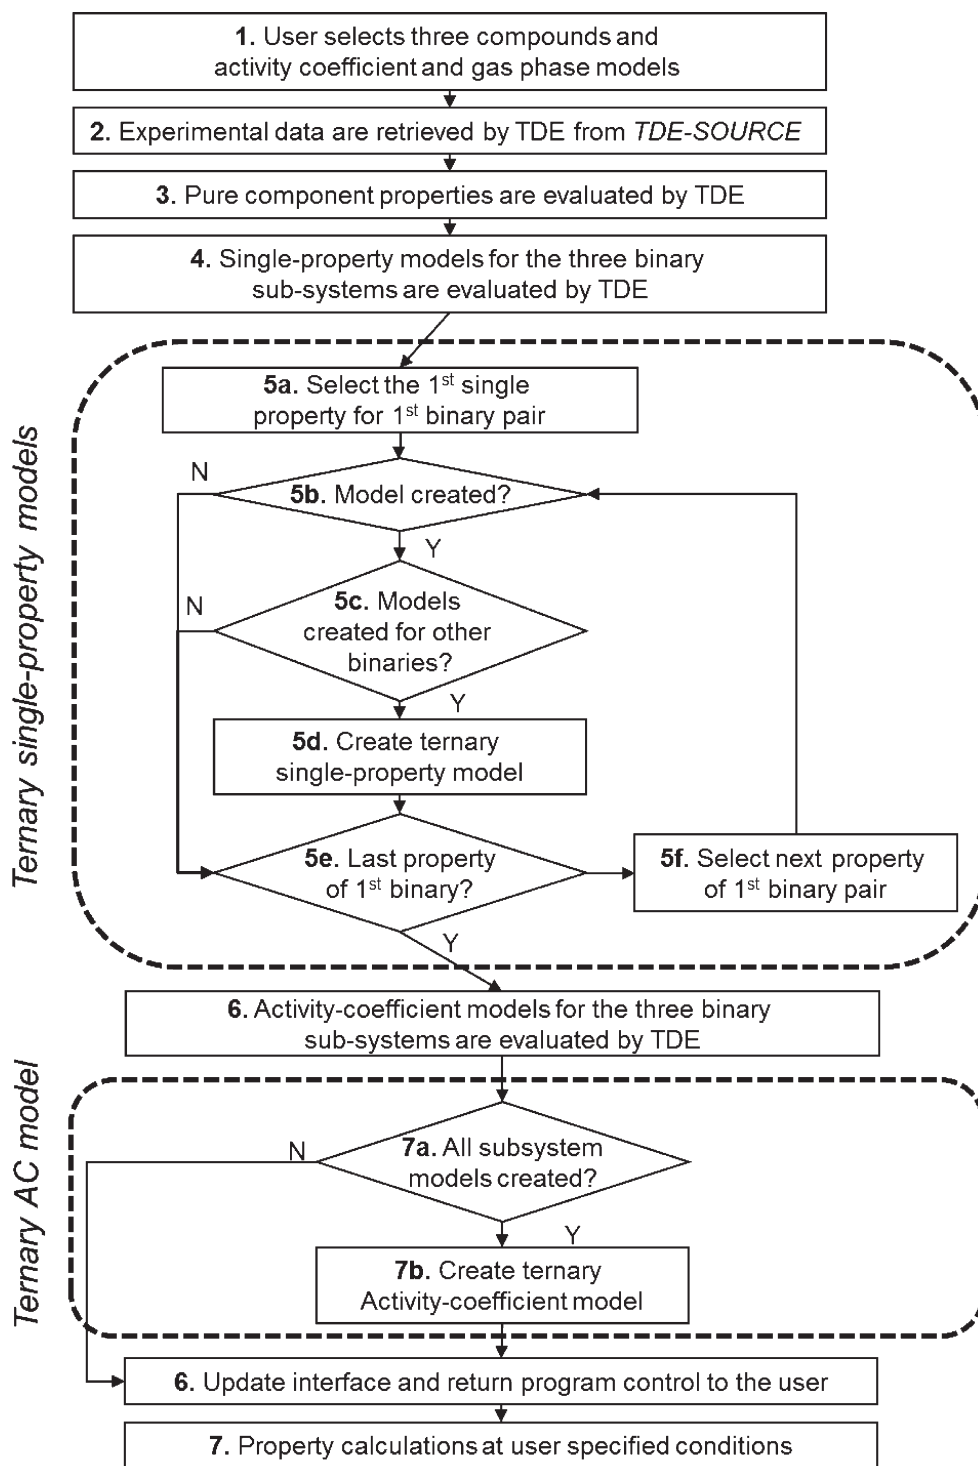 1. User selects three compounds and
activity coefficient and gas phase models
2. Experimental data are retrieved by TDE from TDE-SOURCE
3. Pure component properties are evaluated by TDE
4. Single-property models for the three binary
sub-systems are evaluated by TDE
Ternary single-property models
5a. Select the 1st single
property for 1st binary pair
N
5b. Model created?
Y
N
5c. Models
created for other
binaries?
Y
5d. Create ternary
single-property model
5e. Last property
of 1st binary?
5f. Select next property
of 1st binary pair
Y
6. Activity-coefficient models for the three binary
sub-systems are evaluated by TDE
Ternary AC model
N
7a. All subsystem
models created?
Y
7b. Create ternary
Activity-coefficient model
6. Update interface and return program control to the user
7. Property calculations at user specified conditions